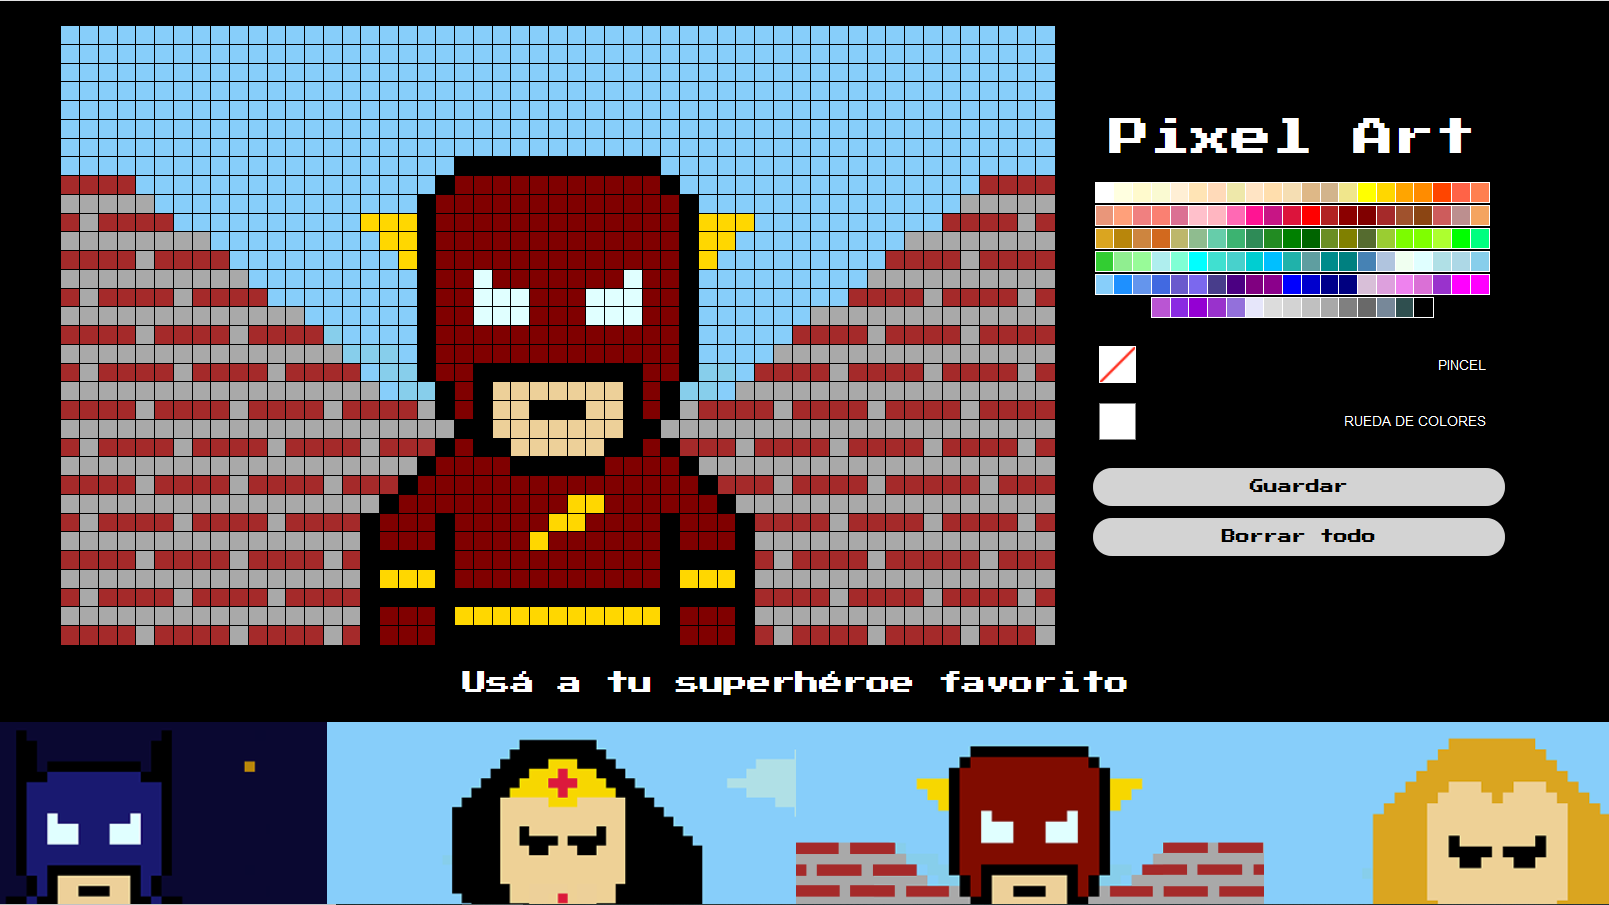 Pixel Art
PINCEL
RUEDA DE COLORES
Guardar
Borrar todo
Usá a tu superhéroe favorito